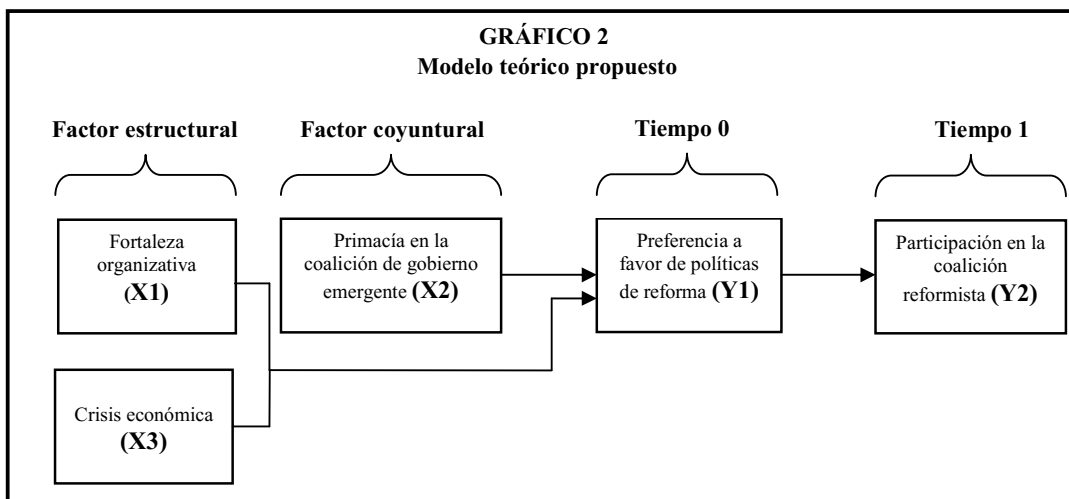 GRÁFICO 2
Modelo teórico propuesto
Factor estructural
Factor coyuntural
Tiempo 0
Tiempo 1
Fortaleza
organizativa
(X1)
Primacía en la
coalición de gobierno
emergente (X2)
Preferencia a
favor de políticas
de reforma (Y1)
Participación en la
coalición
reformista (Y2)
Crisis económica
(X3)